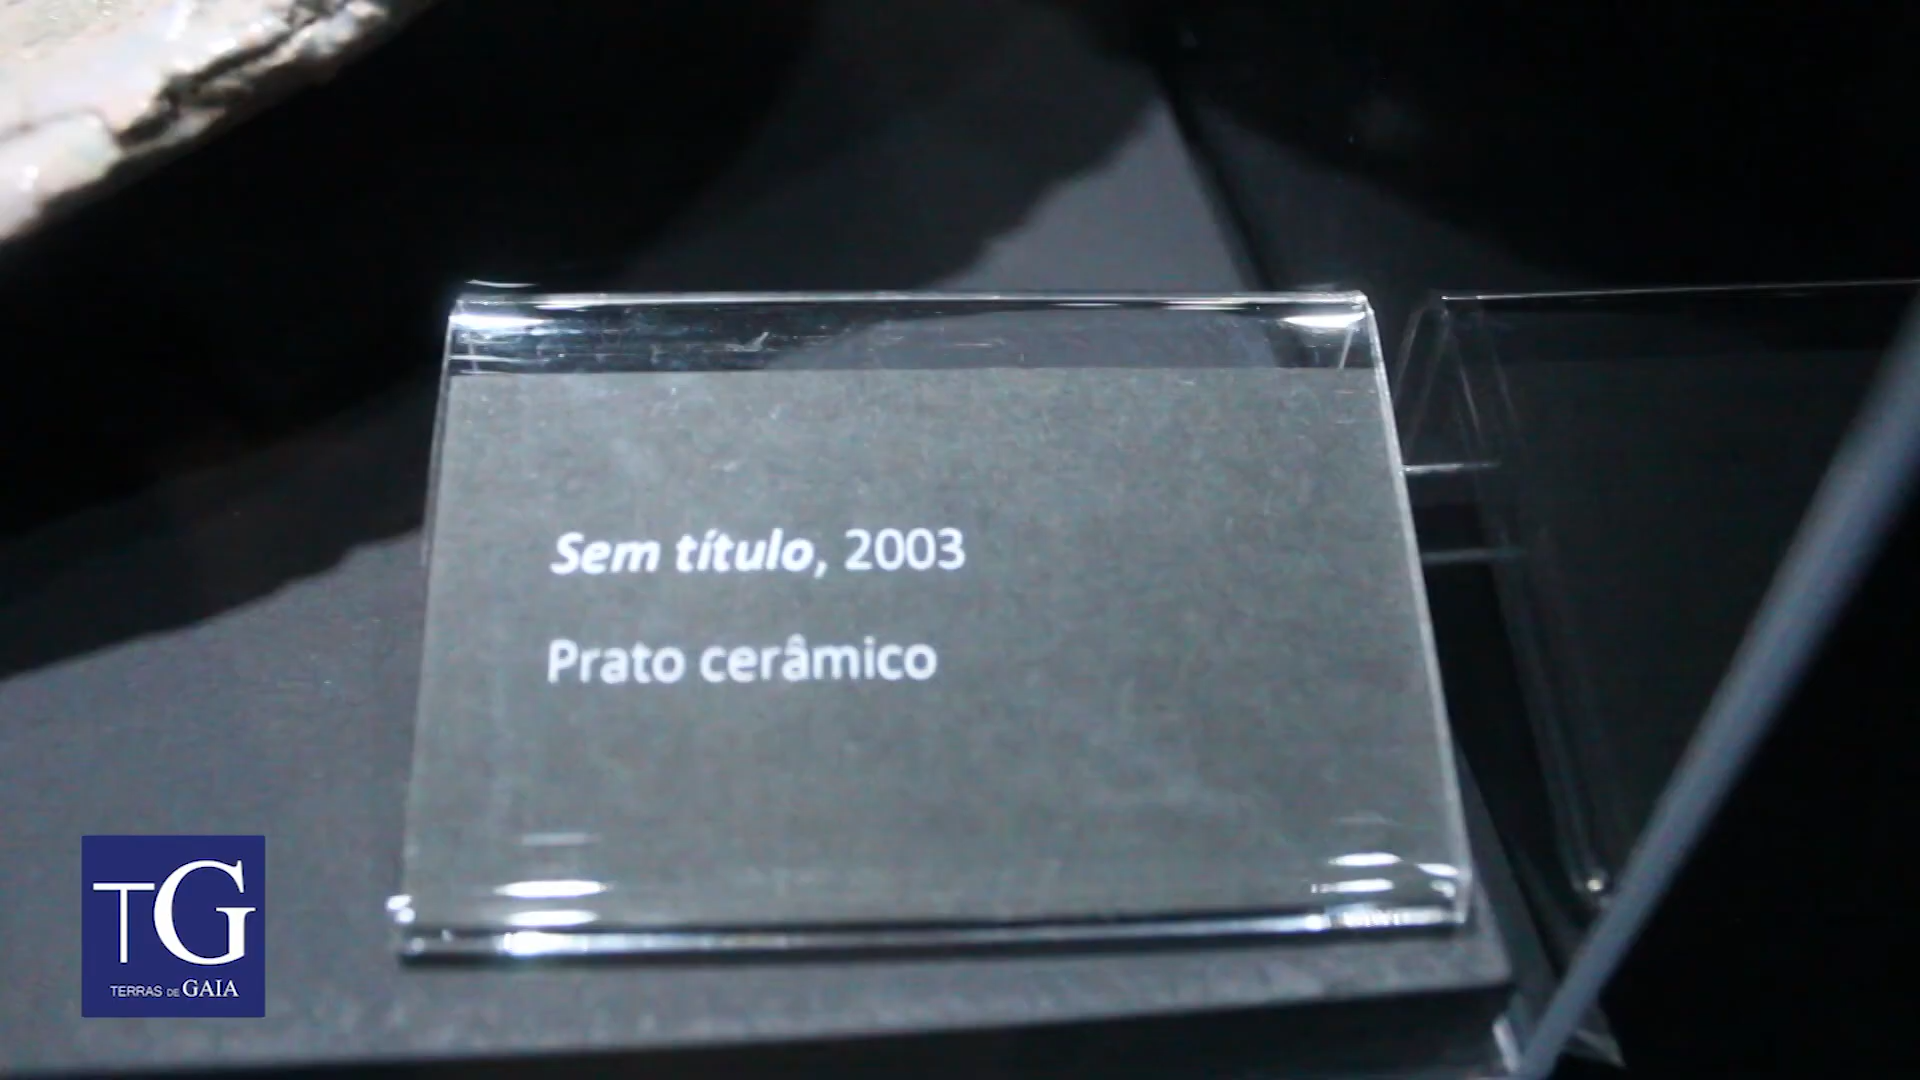 Sem título, 2003
Prato cerâmico
TG
TERRAS DE GAIA